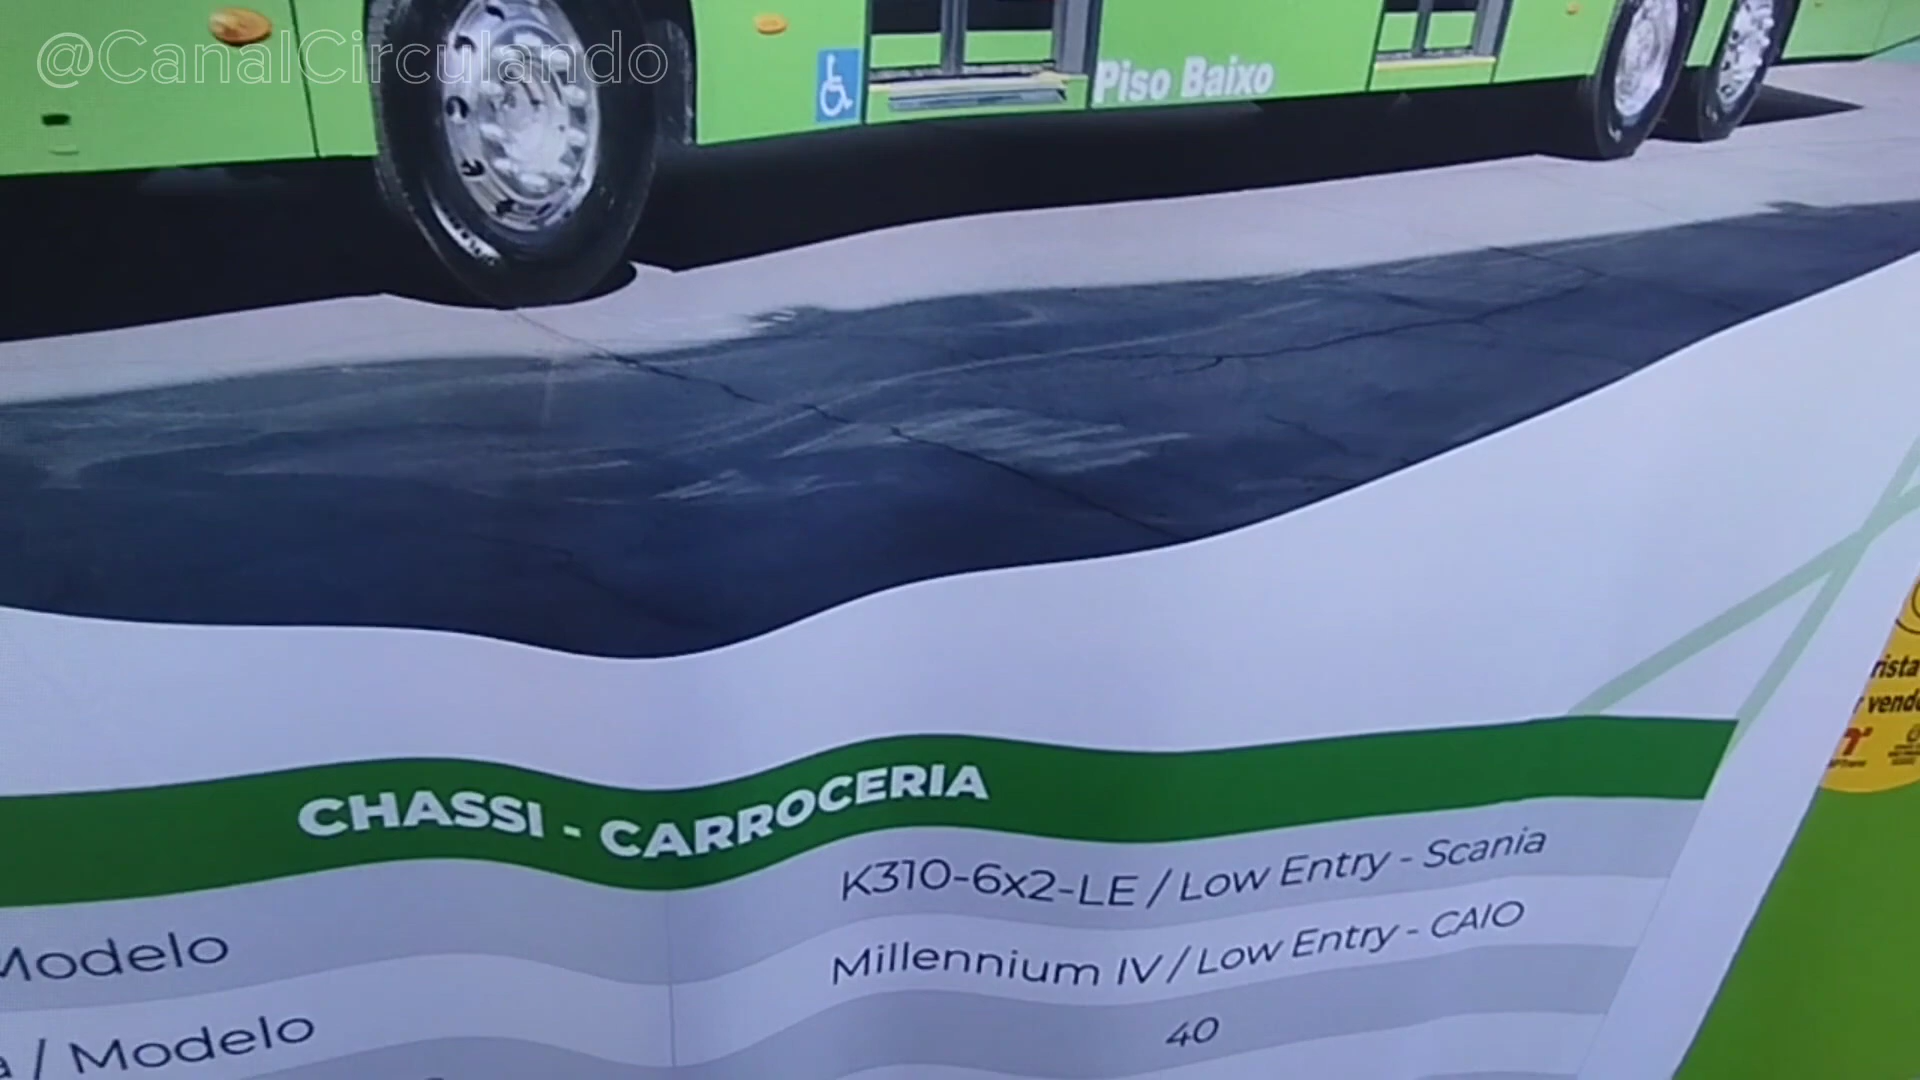 @CanalCirculando
Piso Baixo
CHASSI - CARROCERIA
Modelo
K310-6x2-LE / Low Entry - Scania
/ Modelo
Millennium IV / Low Entry - CAIO
40